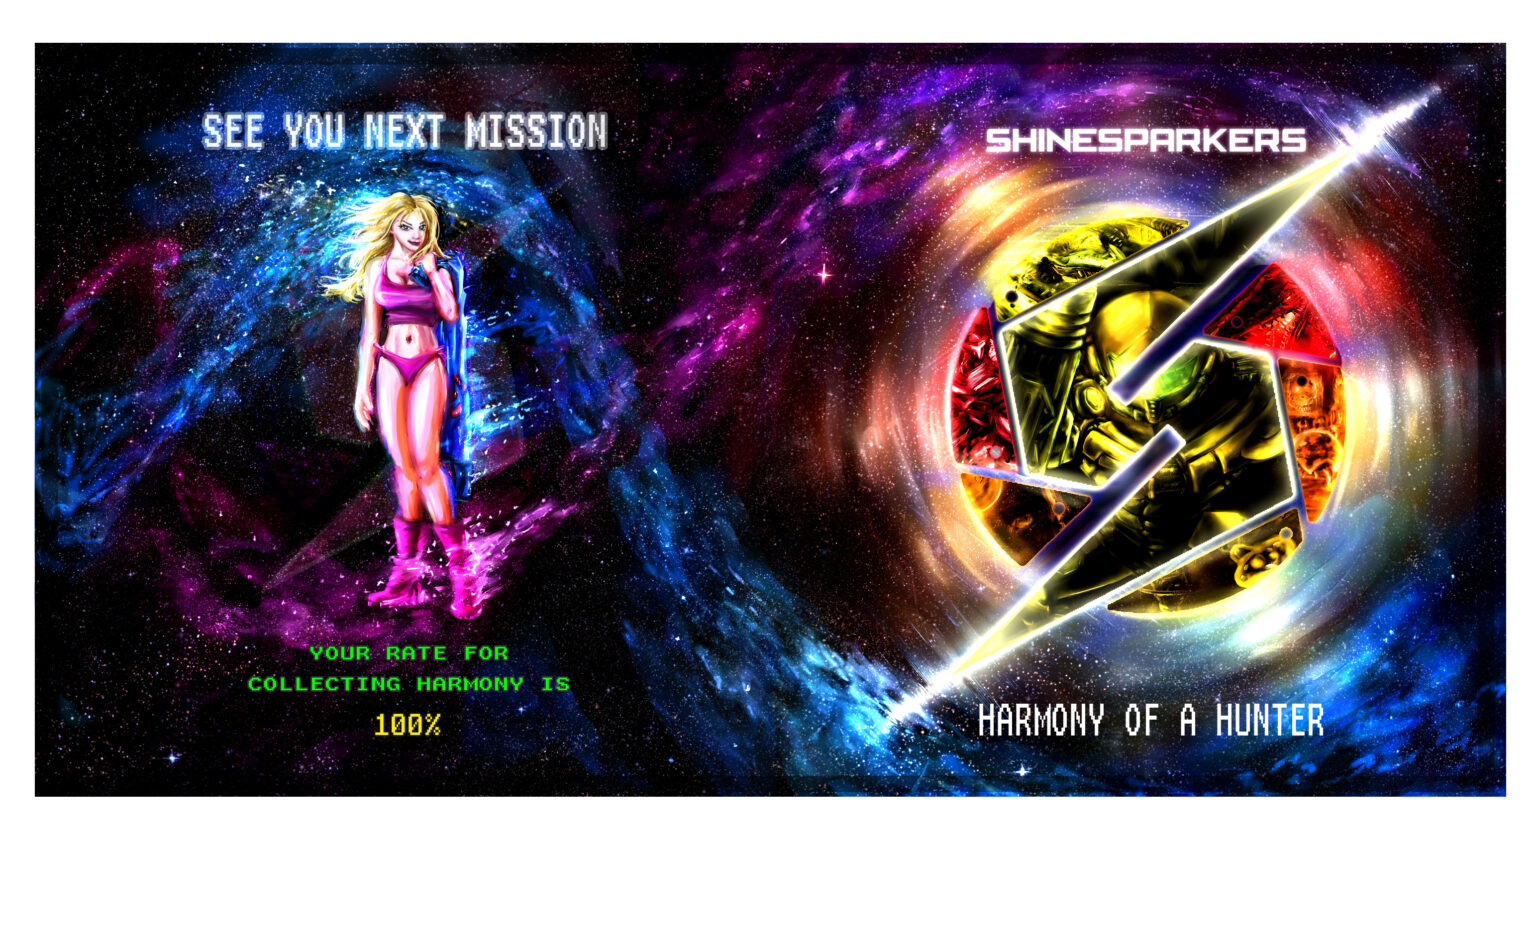 SEE YOU NEXT MISSION
YOUR RATE FOR
COLLECTING HARMONY IS
100%
SHINESPARKERS
HARMONY OF A HUNTER